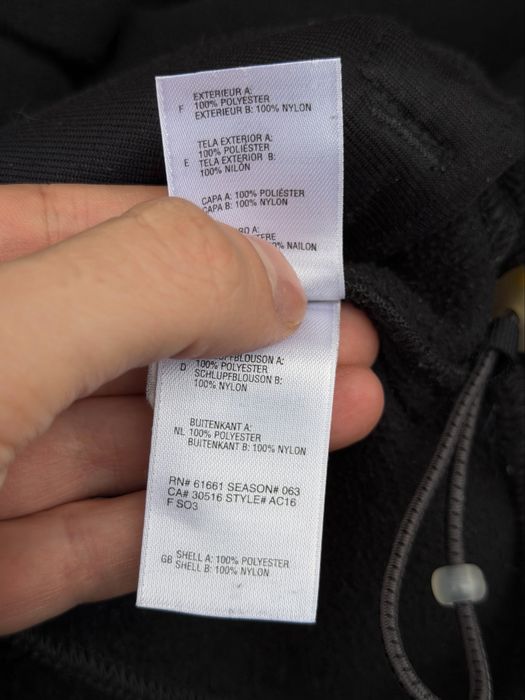 EXTERIEUR A:
F 100% POLYESTER
EXTERIEUR B: 100% NYLON
TELA EXTERIOR A:
100% POLIÉSTER
E TELA EXTERIOR B:
100% NILÓN
CAPA A: 100% POLIÉSTER
CAPA B: 100% NYLON
100% NAILON
A:
D 100% POLYESTER
SCHLUPFBLOUSON B:
100% NYLON
BUITENKANT A:
NL 100% POLYESTER
BUITENKANT B: 100% NYLON
RN# 61661 SEASON# 063
CA# 30516 STYLE# AC16
F SO3
GB SHELL A: 100% POLYESTER
SHELL B: 100% NYLON